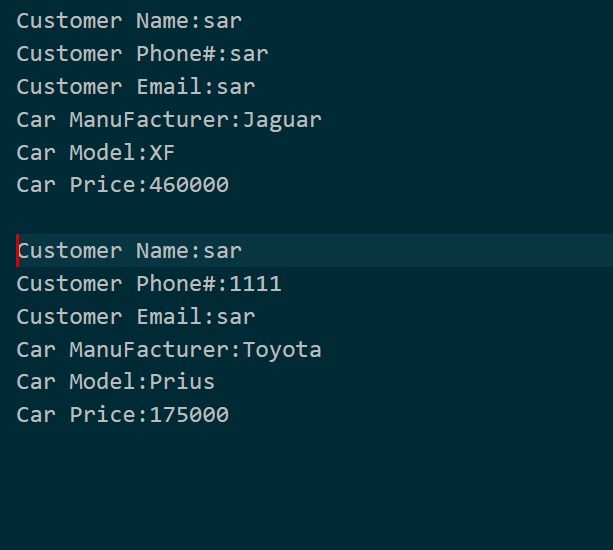 Customer Name:sar
Customer Phone#:sar
Customer Email:sar
Car ManuFacturer:Jaguar
Car Model:XF
Car Price:460000
Customer Name:sar
Customer Phone#:1111
Customer Email:sar
Car ManuFacturer:Toyota
Car Model:Prius
Car Price:175000